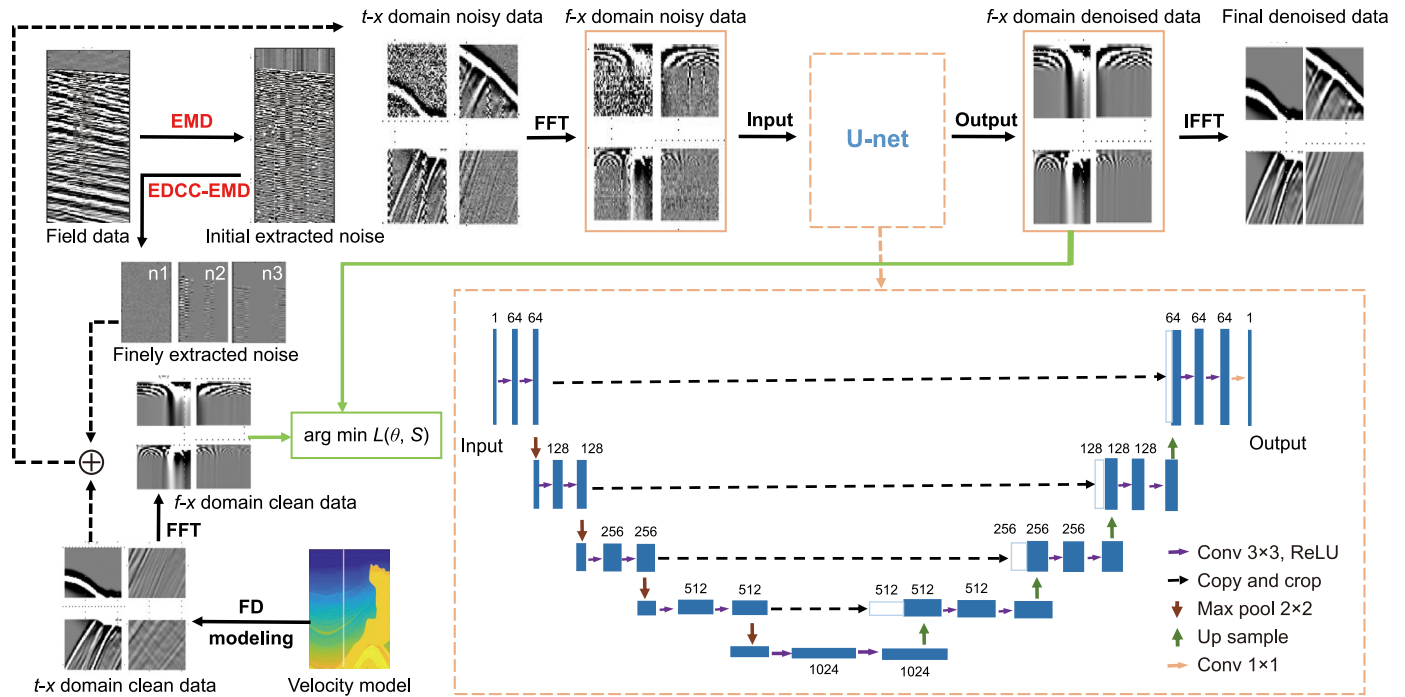 t-x domain noisy data
f-x domain noisy data
f-x domain denoised data
Final denoised data
EMD
EDCC-EMD
Field data
Initial extracted noise
FFT
Input
U-net
Output
IFFT
n1 n2 n3
Finely extracted noise
arg min L(θ, S)
f-x domain clean data
FFT
FD
modeling
t-x domain clean data
Velocity model
1 64 64
64 64 64 1
Input
Output
128 128
128 128 128
256 256
256 256 256
512 512
512 512 512
1024
1024
Conv 3×3, ReLU
Copy and crop
Max pool 2×2
Up sample
Conv 1×1